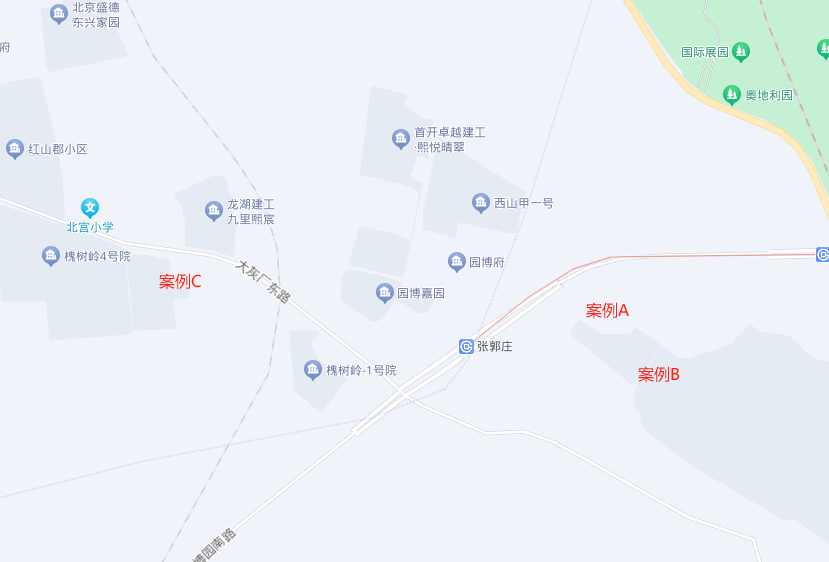 北京盛德
东兴家园
府
国际展园
奥地利园
首开卓越建工
·熙悦晴翠
红山郡小区
龙湖建工
九里熙宸
西山甲一号
北宫小学
槐树岭4号院
案例C
大灰厂东路
园博府
园博嘉园
案例A
张郭庄
槐树岭-1号院
案例B
博园南路